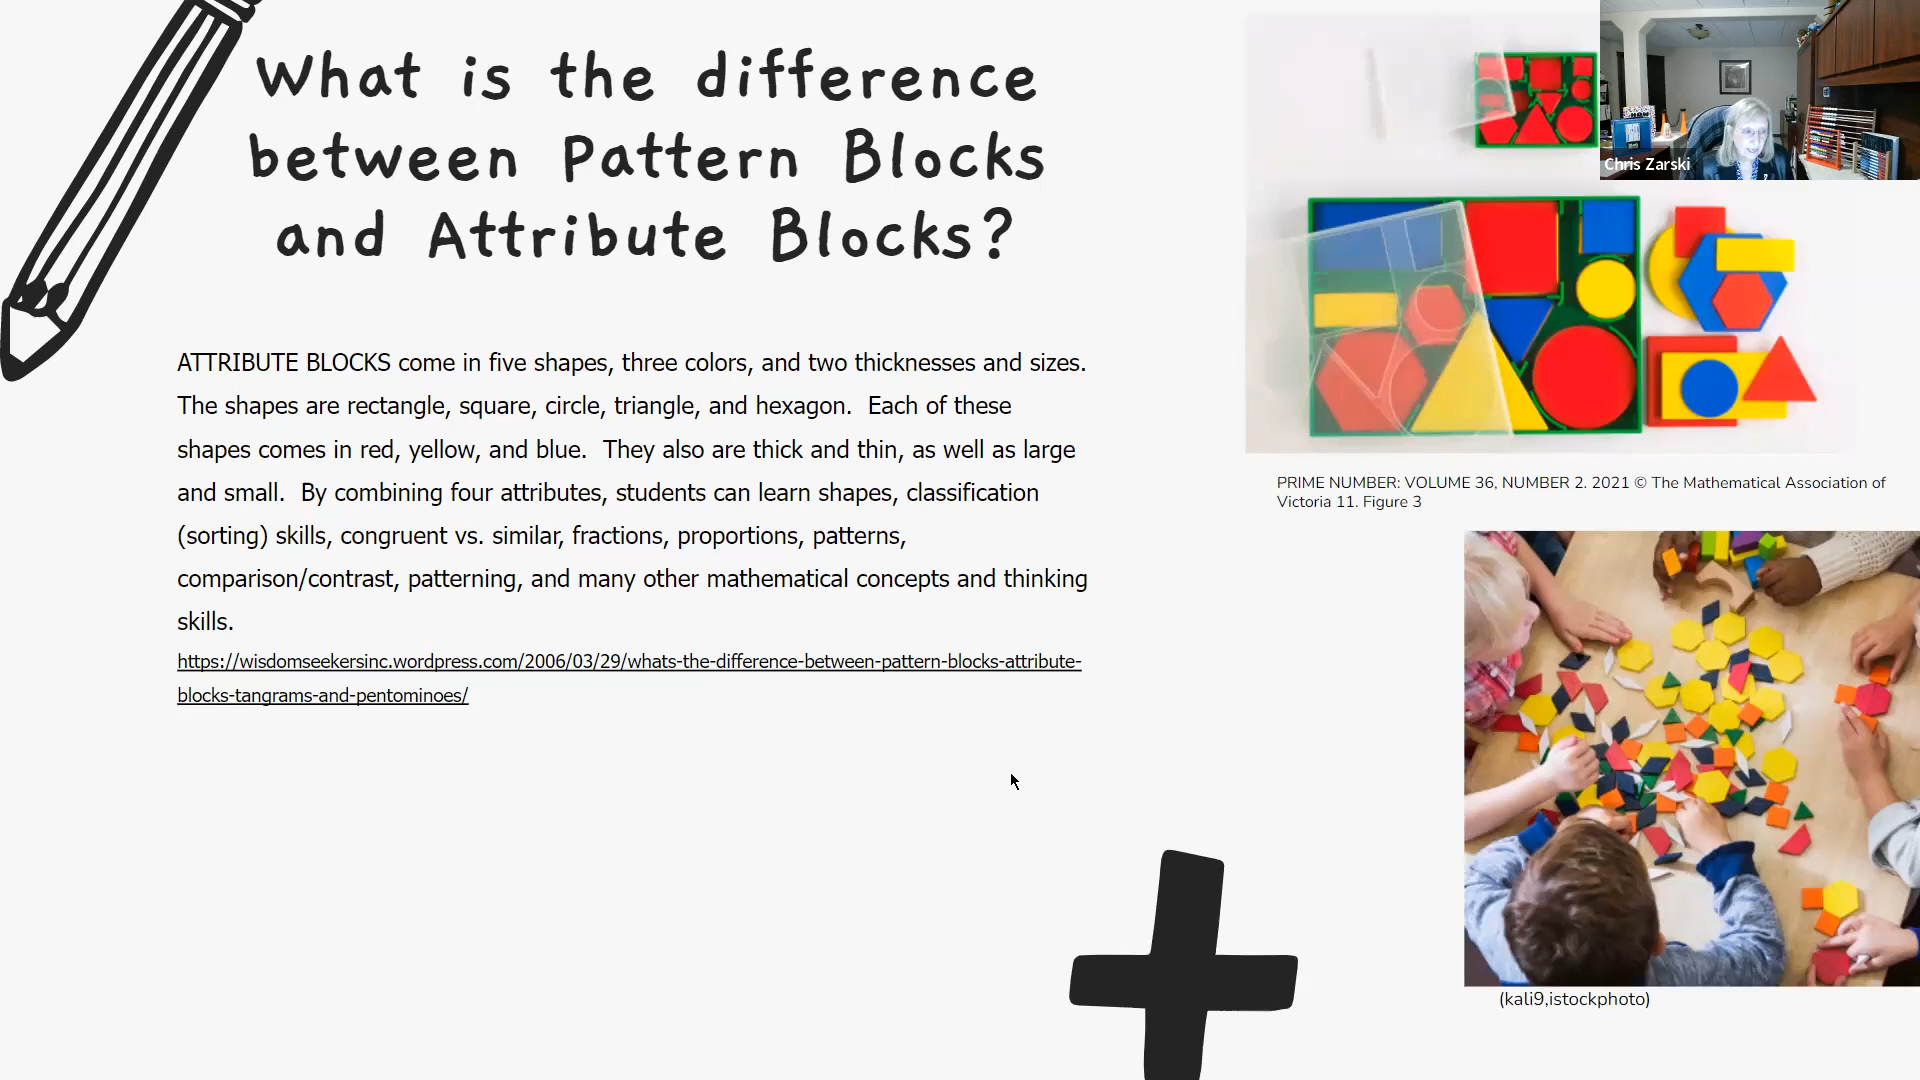 What is the difference
between Pattern Blocks
and Attribute Blocks?
ATTRIBUTE BLOCKS come in five shapes, three colors, and two thicknesses and sizes.
The shapes are rectangle, square, circle, triangle, and hexagon.  Each of these
shapes comes in red, yellow, and blue.  They also are thick and thin, as well as large
and small.  By combining four attributes, students can learn shapes, classification
(sorting) skills, congruent vs. similar, fractions, proportions, patterns,
comparison/contrast, patterning, and many other mathematical concepts and thinking
skills.
https://wisdomseekersinc.wordpress.com/2006/03/29/whats-the-difference-between-pattern-blocks-attribute-
blocks-tangrams-and-pentominoes/
Chris Zarski
PRIME NUMBER: VOLUME 36, NUMBER 2. 2021 © The Mathematical Association of
Victoria 11. Figure 3
(kali9,istockphoto)